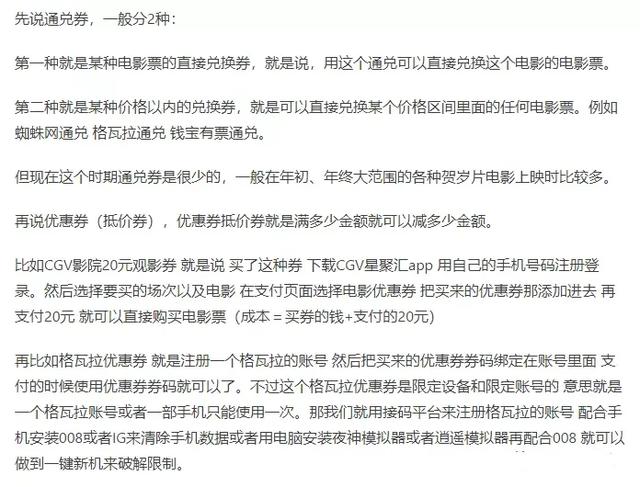 先说通兑券，一般分2种：
第一种就是某种电影票的直接兑换券，就是说，用这个通兑可以直接兑换这个电影的电影票。
第二种就是某种价格以内的兑换券，就是可以直接兑换某个价格区间里面的任何电影票。例如
蜘蛛网通兑 格瓦拉通兑 钱宝有票通兑。
但现在这个时期通兑券是很少的，一般在年初、年终大范围的各种贺岁片电影上映时比较多。
再说优惠券（抵价券），优惠券抵价券就是满多少金额就可以减多少金额。
比如CGV影院20元观影券 就是说 买了这种券 下载CGV星聚汇app 用自己的手机号码注册登
录。然后选择要买的场次以及电影 在支付页面选择电影优惠券 把买来的优惠券那添加进去 再
支付20元 就可以直接购买电影票（成本＝买券的钱+支付的20元）
再比如格瓦拉优惠券 就是注册一个格瓦拉的账号 然后把买来的优惠券券码绑定在账号里面 支
付的时候使用优惠券券码就可以了。不过这个格瓦拉优惠券是限定设备和限定账号的 意思就是
一个格瓦拉账号或者一部手机只能使用一次。那我们就用接码平台来注册格瓦拉的账号 配合手
机安装008或者IG来清除手机数据或者用电脑安装夜神模拟器或者逍遥模拟器再配合008 就可以
做到一键新机来破解限制。